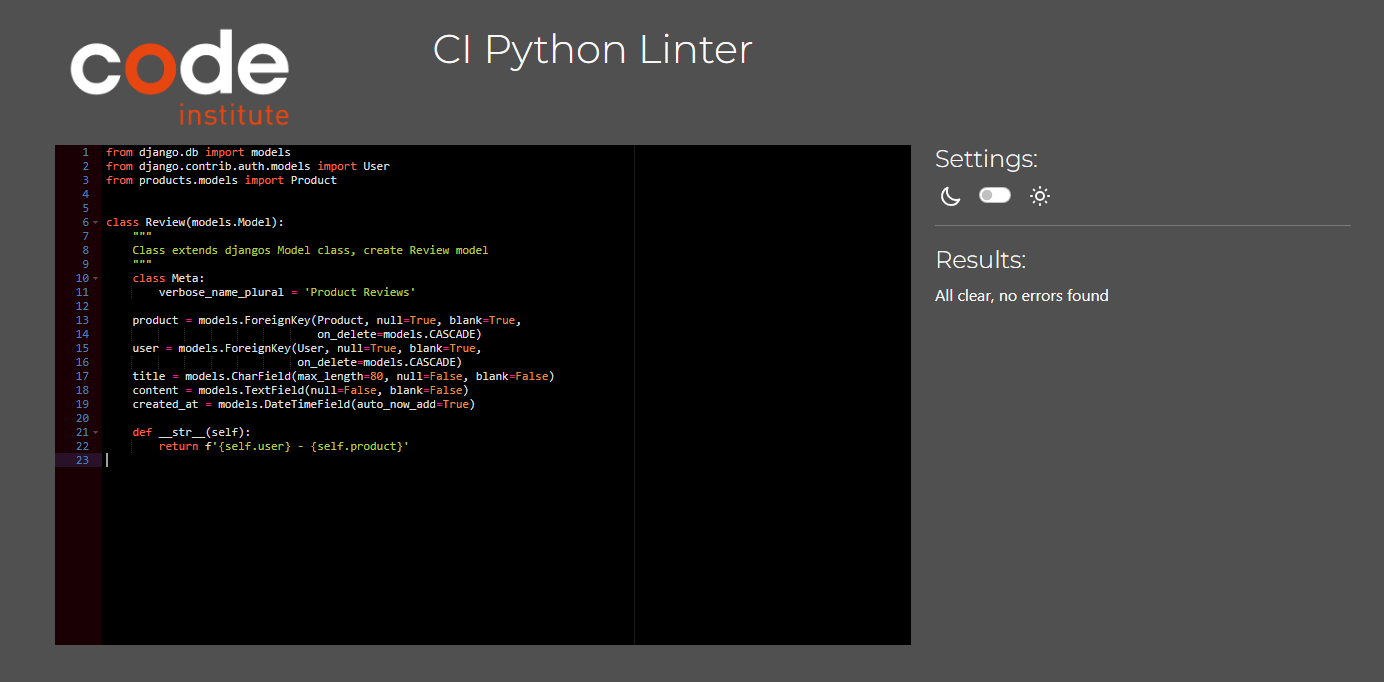 code
institute
CI Python Linter
1 from django.db import models
2 from django.contrib.auth.models import User
3 from products.models import Product
4
5
6 class Review(models.Model):
7     """
8     Class extends djangos Model class, create Review model
9     """
10     class Meta:
11         verbose_name_plural = 'Product Reviews'
12
13     product = models.ForeignKey(Product, null=True, blank=True,
14                                 on_delete=models.CASCADE)
15     user = models.ForeignKey(User, null=True, blank=True,
16                              on_delete=models.CASCADE)
17     title = models.CharField(max_length=80, null=False, blank=False)
18     content = models.TextField(null=False, blank=False)
19     created_at = models.DateTimeField(auto_now_add=True)
20
21     def __str__(self):
22         return f'{self.user} - {self.product}'
23
Settings:
Results:
All clear, no errors found